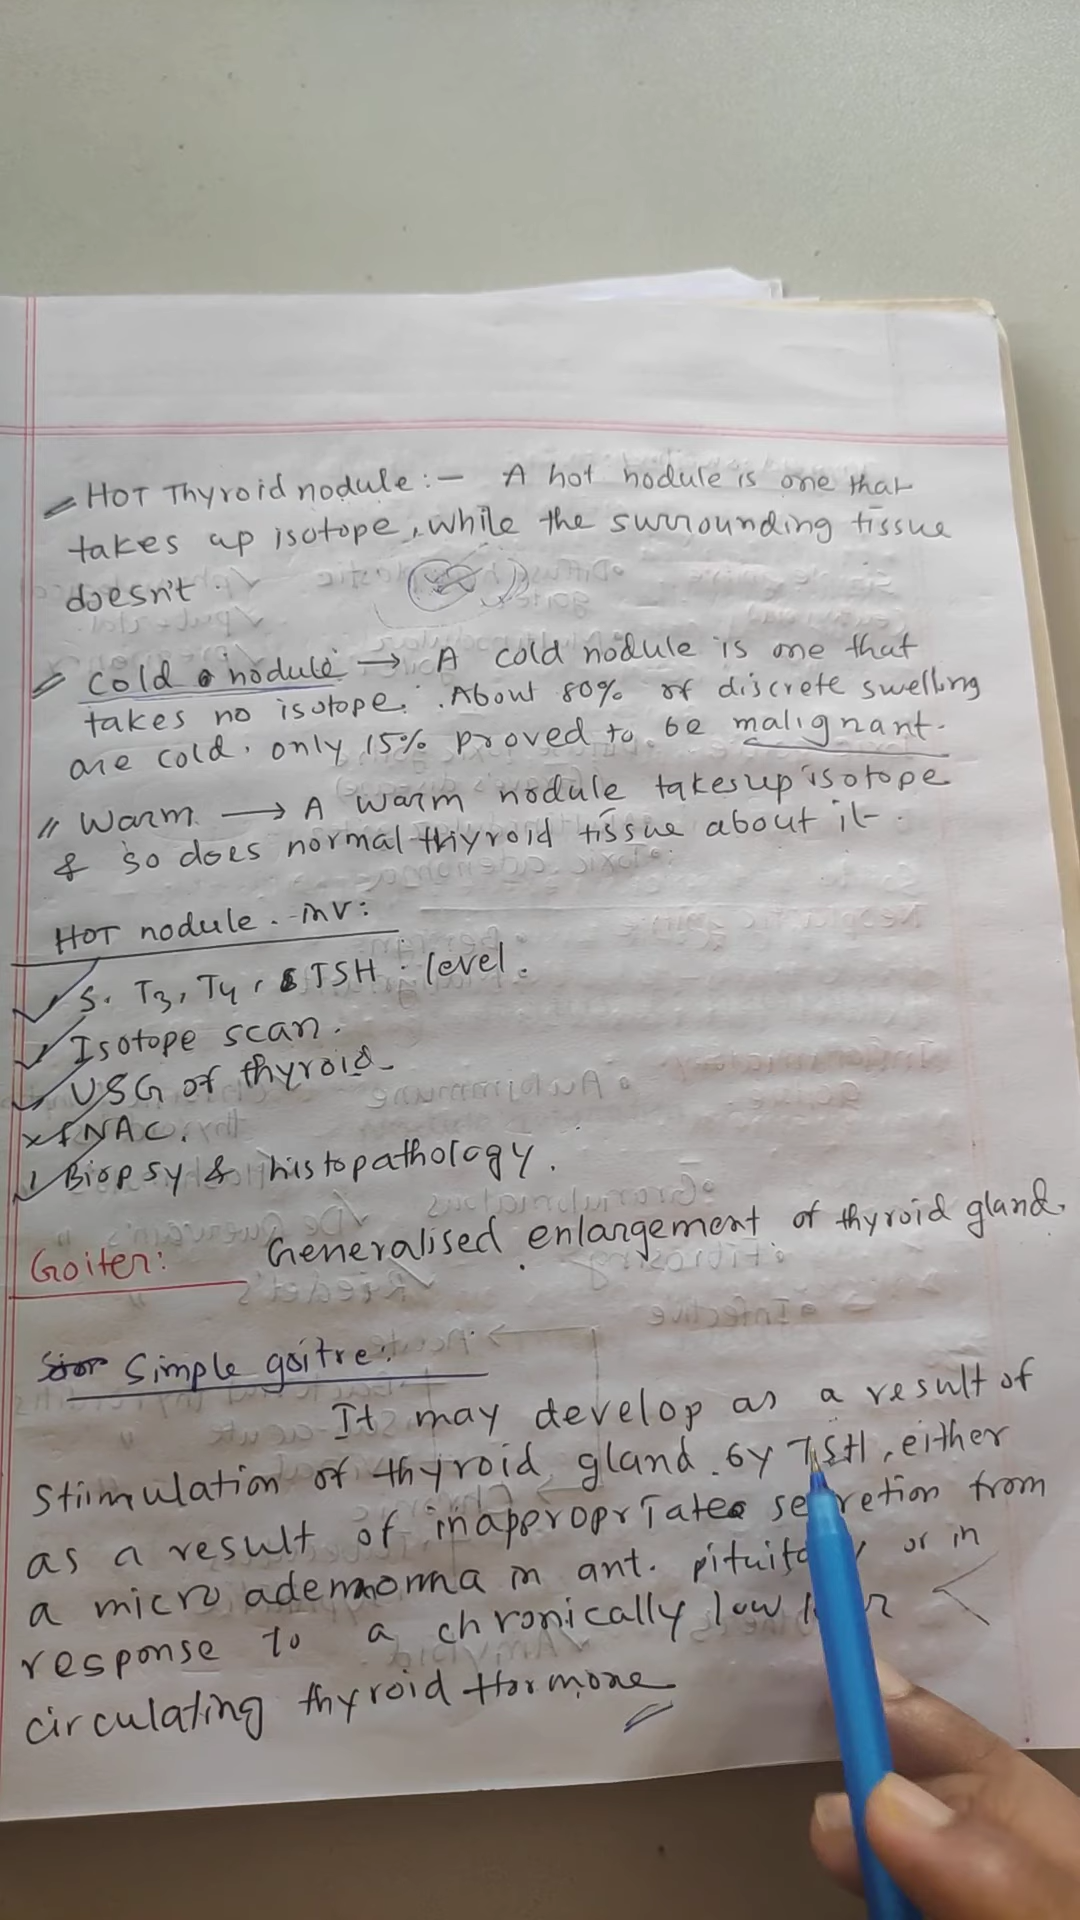 HOT Thyroid nodule :- A hot nodule is one that
takes up isotope, while the surrounding tissue
doesn't.
Cold nodule → A cold nodule is one that
takes no isotope. About 80% of discrete swelling
are cold. only 15% proved to be malignant.
Warm → A warm nodule takes up isotope
& so does normal thyroid tissue about it.
HOT nodule. inv:
S. T3, T4, TSH level.
Isotope scan.
USG of thyroid
FNAC.
Biopsy & histopathology.
Goiter: Generalised enlargement of thyroid gland.
Simple goitre:
It may develop as a result of
Stimulation of thyroid gland by TSH, either
as a result of inappropriate secretion from
a micro ademnoma in ant. or in
response to a chronically low
circulating thyroid Hormone